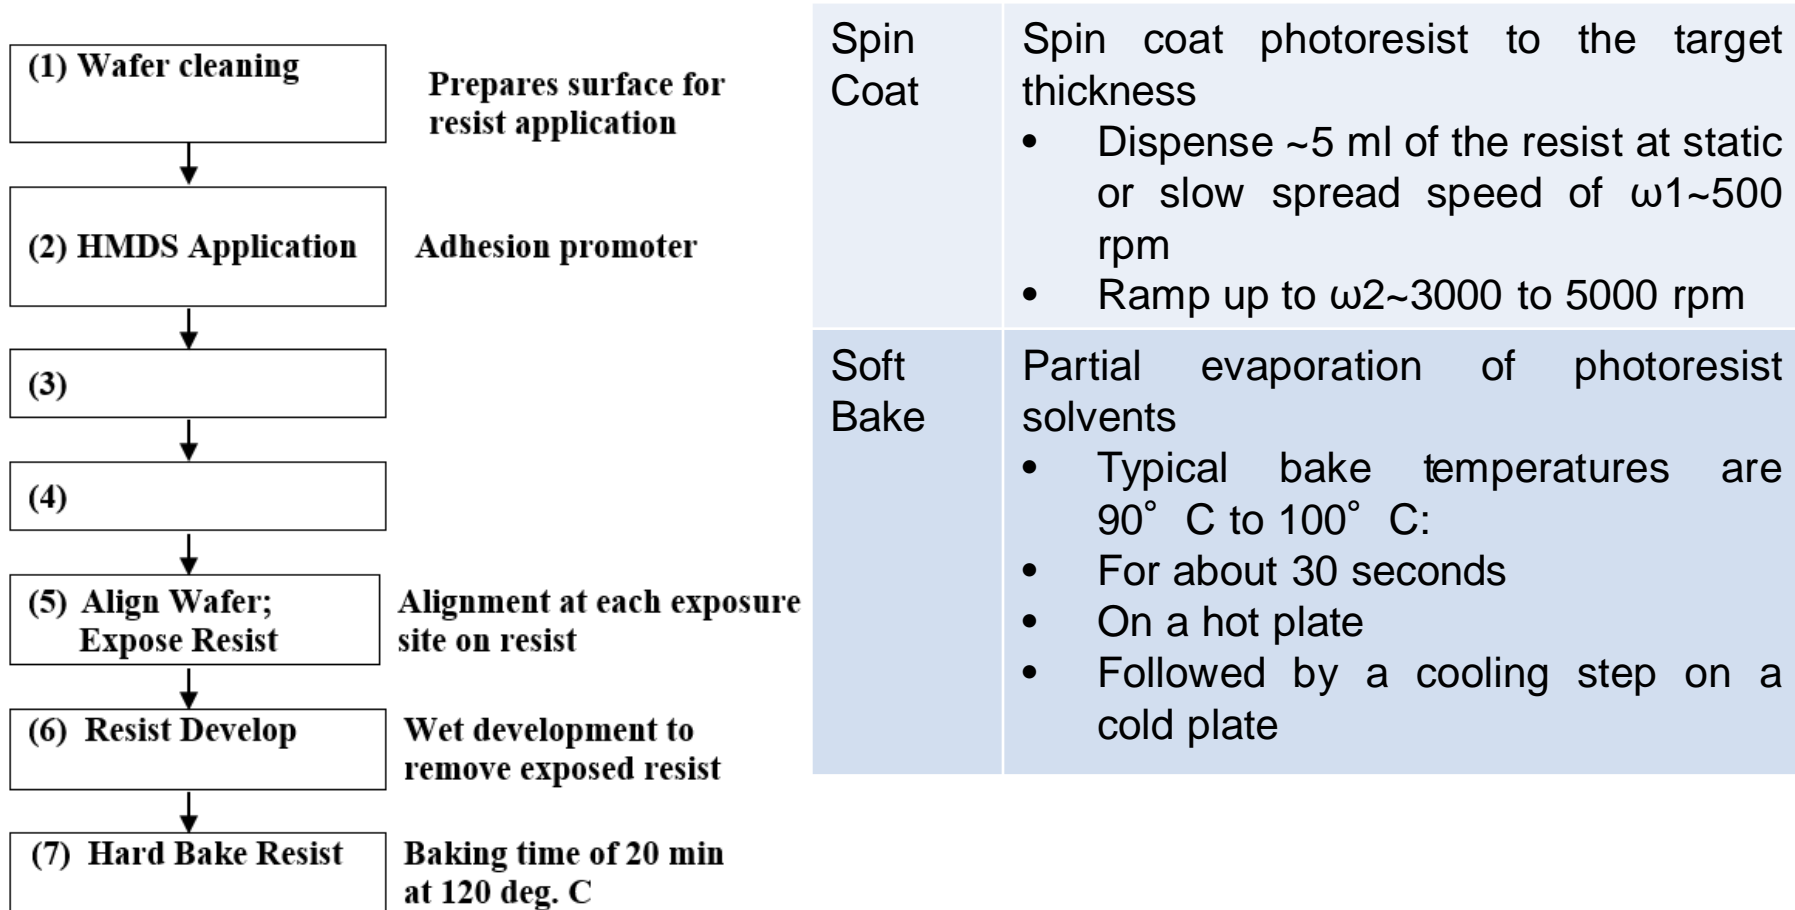 (1) Wafer cleaning
Prepares surface for
resist application
(2) HMDS Application
Adhesion promoter
(3)
(4)
(5) Align Wafer;
Expose Resist
Alignment at each exposure
site on resist
(6) Resist Develop
Wet development to
remove exposed resist
(7) Hard Bake Resist
Baking time of 20 min
at 120 deg. C
Spin
Coat
Spin coat photoresist to the target
thickness
• Dispense ~5 ml of the resist at static
or slow spread speed of ω1~500
rpm
• Ramp up to ω2~3000 to 5000 rpm
Soft
Bake
Partial evaporation of photoresist
solvents
• Typical bake temperatures are
90° C to 100° C:
• For about 30 seconds
• On a hot plate
• Followed by a cooling step on a
cold plate